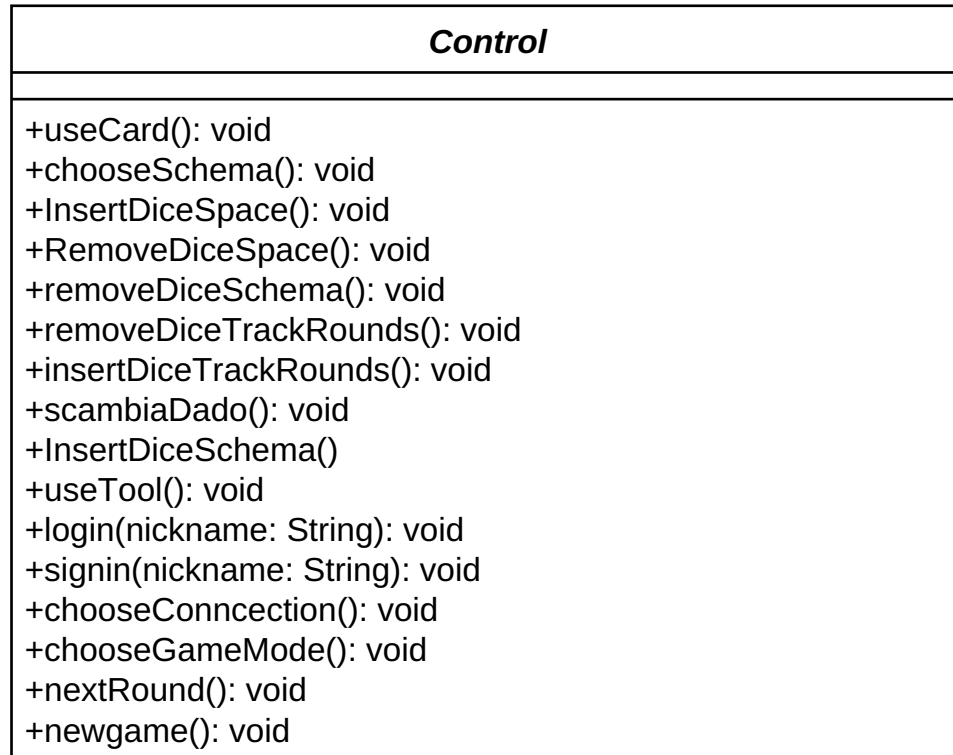 Control
+useCard(): void
+chooseSchema(): void
+InsertDiceSpace(): void
+RemoveDiceSpace(): void
+removeDiceSchema(): void
+removeDiceTrackRounds(): void
+insertDiceTrackRounds(): void
+scambiaDado(): void
+InsertDiceSchema()
+useTool(): void
+login(nickname: String): void
+signin(nickname: String): void
+chooseConncection(): void
+chooseGameMode(): void
+nextRound(): void
+newgame(): void